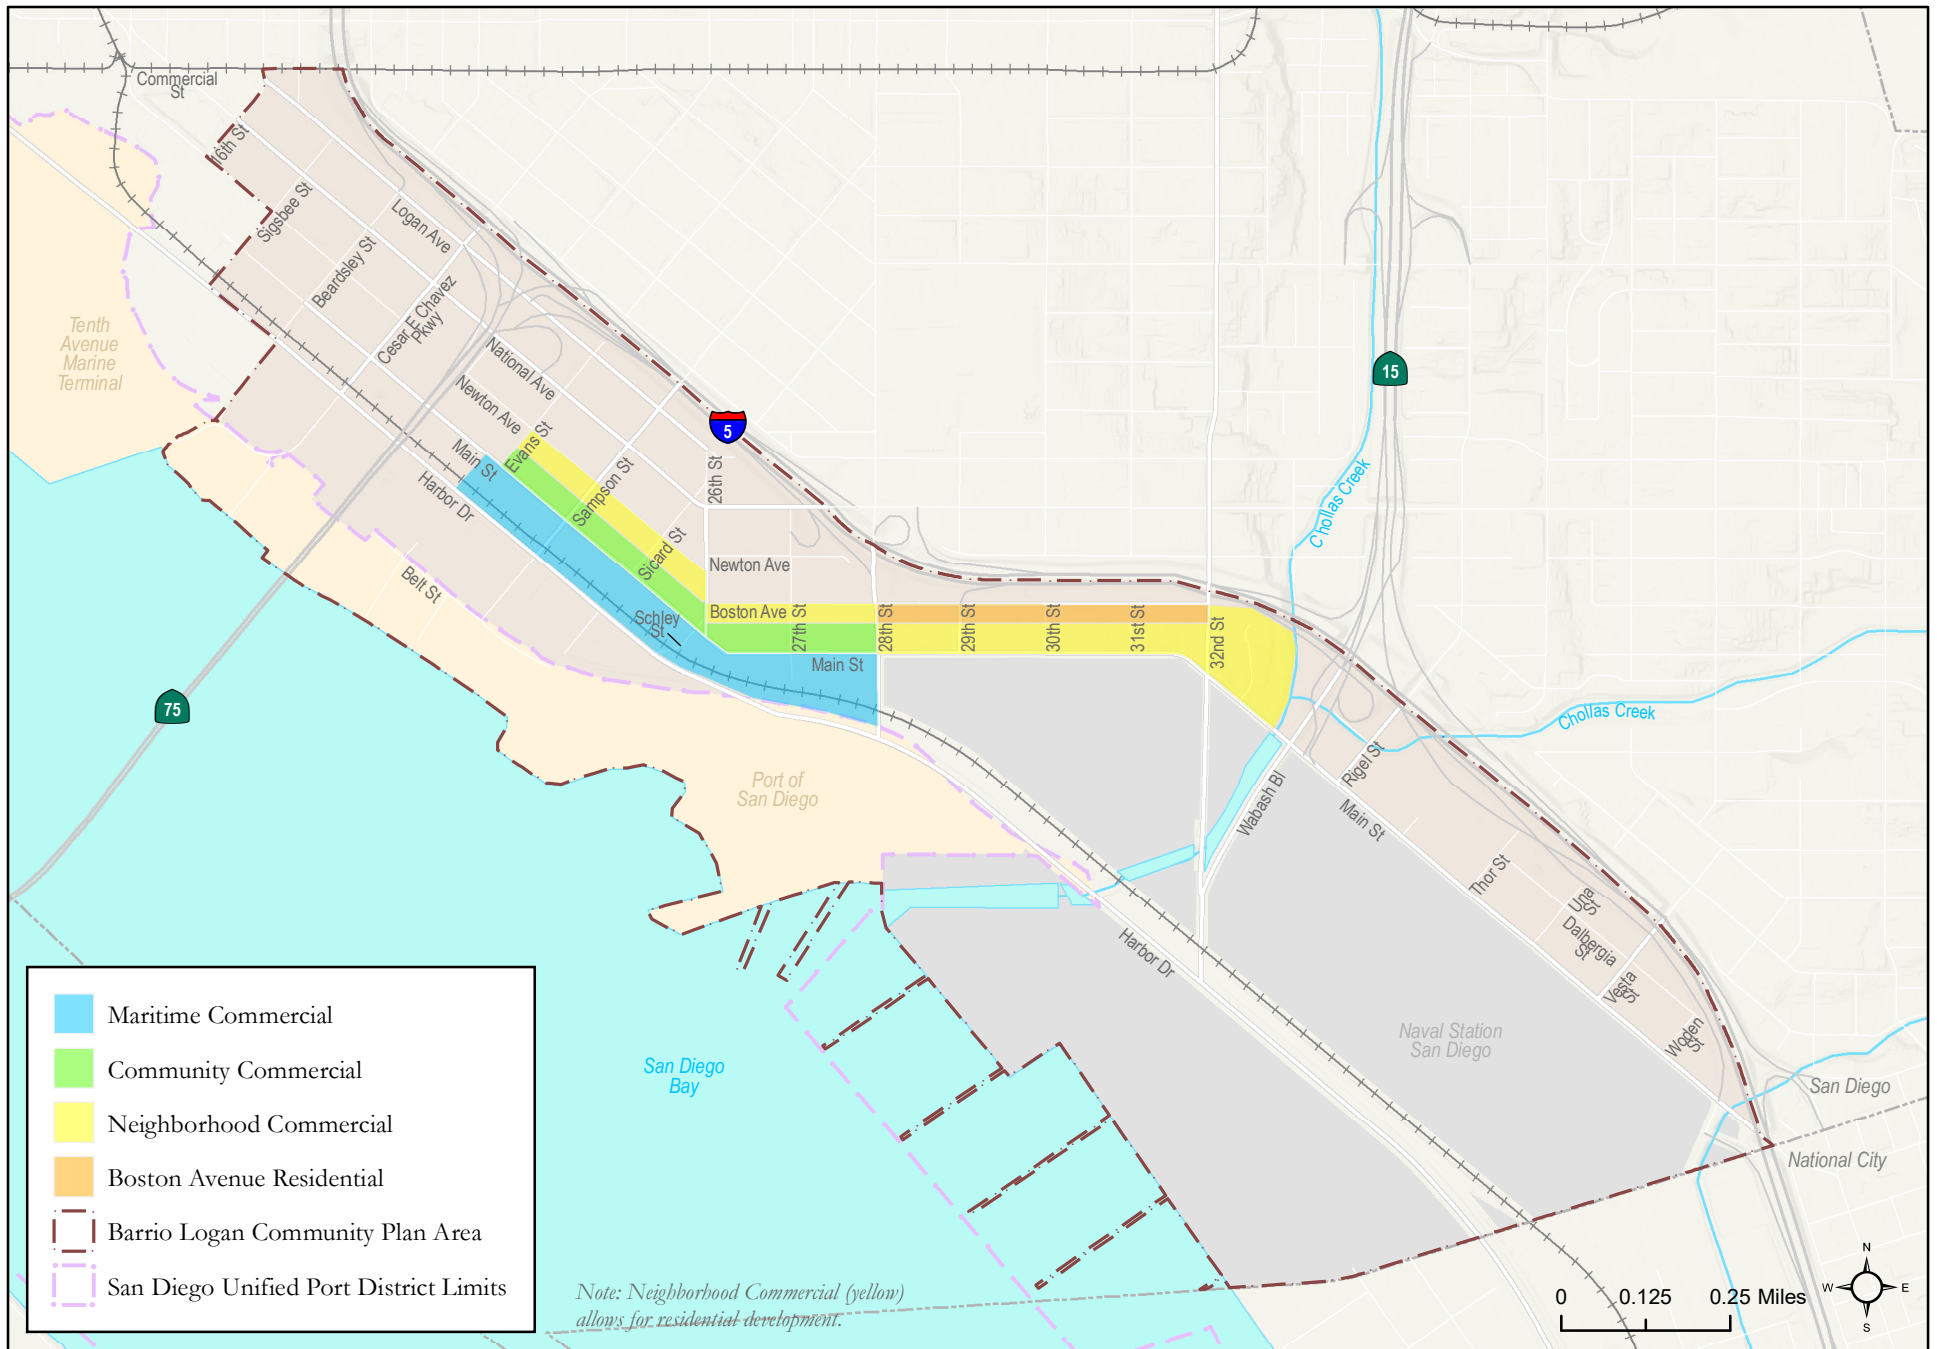 Commercial
St
16th St
Sigsbee St
Beardsley St
Logan Ave
Cesar E Chavez
Pkwy
Tenth
Avenue
Marine
Terminal
National Ave
Newton Ave
Evans St
Main St
Harbor Dr
Sampson St
Sicard St
26th St
5
15
Chollas Creek
Newton Ave
Boston Ave
Schley
St
27th St
28th St
29th St
30th St
31st St
32nd St
Main St
Belt St
75
Port of
San Diego
Chollas Creek
Rigel St
Wabash Bl
Main St
Thor St
Una
St
Dalbergia
St
Vesta
St
Woden
St
Harbor Dr
Naval Station
San Diego
San Diego
Bay
San Diego
National City
Maritime Commercial
Community Commercial
Neighborhood Commercial
Boston Avenue Residential
Barrio Logan Community Plan Area
San Diego Unified Port District Limits
Note: Neighborhood Commercial (yellow)
allows for residential development.
0 0.125 0.25 Miles
N
W E
S